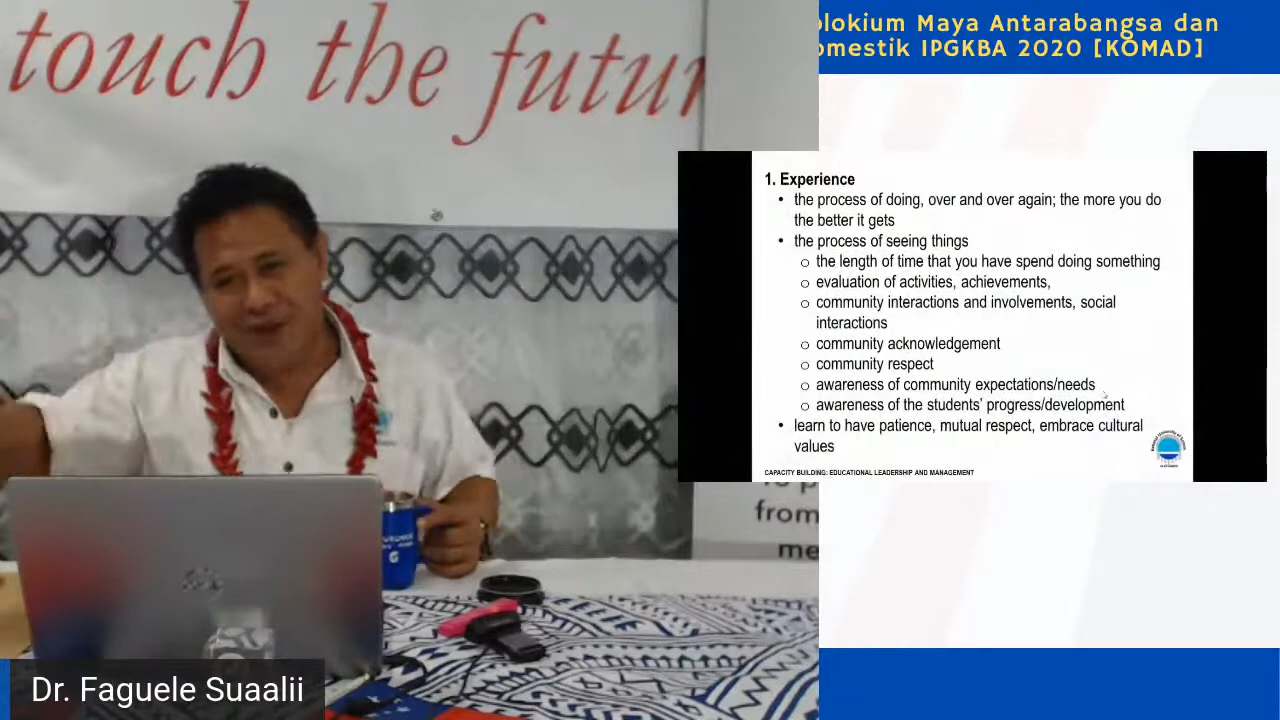 touch the futur
olokium Maya Antarabangsa dan
omestik IPGKBA 2020 [KOMAD]
1. Experience
• the process of doing, over and over again; the more you do
the better it gets
• the process of seeing things
o the length of time that you have spend doing something
o evaluation of activities, achievements,
o community interactions and involvements, social
interactions
o community acknowledgement
o community respect
o awareness of community expectations/needs
o awareness of the students' progress/development
• learn to have patience, mutual respect, embrace cultural
values
CAPACITY BUILDING: EDUCATIONAL LEADERSHIP AND MANAGEMENT
from
me
G
Dr. Faguele Suaalii